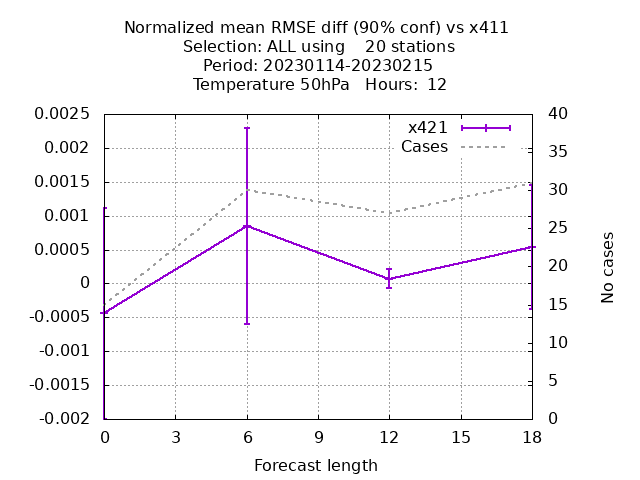 Normalized mean RMSE diff (90% conf) vs x411
Selection: ALL using    20 stations
Period: 20230114-20230215
Temperature 50hPa   Hours:  12
0.0025
0.002
0.0015
0.001
0.0005
0
-0.0005
-0.001
-0.0015
-0.002
x421
Cases
40
35
30
25
20
15
10
5
0
No cases
0 3 6 9 12 15 18
Forecast length